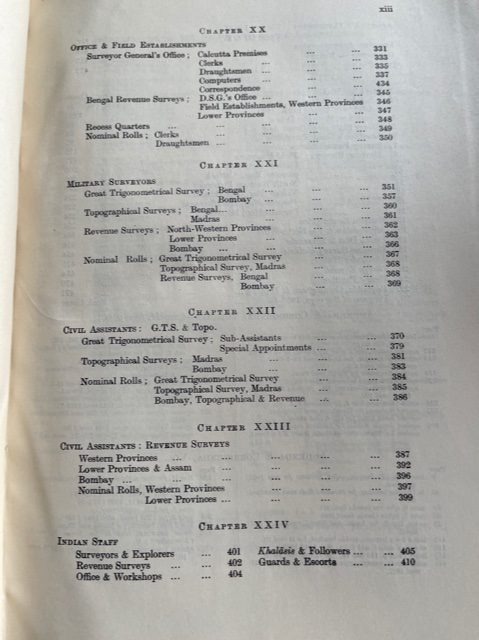 xiii
CHAPTER XX
OFFICE & FIELD ESTABLISHMENTS
Surveyor General's Office ; Calcutta Premises ... ... 331
Clerks ... ... ... 333
Draughtsmen ... ... ... 335
Computers ... ... ... 337
Correspondence ... ... 434
Bengal Revenue Surveys ; D.S.G.'s Office ... ... ... 345
Field Establishments, Western Provinces 346
Lower Provinces ... ... 347
Recess Quarters ... ... ... ... ... 348
Nominal Rolls ; Clerks ... ... ... ... 349
Draughtsmen ... ... ... ... 350
CHAPTER XXI
MILITARY SURVEYORS
Great Trigonometrical Survey ; Bengal ... ... ... 351
Bombay ... ... ... 357
Topographical Surveys ; Bengal... ... ... ... 360
Madras ... ... ... 361
Revenue Surveys ; North-Western Provinces ... ... 362
Lower Provinces ... ... ... 363
Bombay ... ... ... ... 366
Nominal Rolls ; Great Trigonometrical Survey ... ... 367
Topographical Survey, Madras ... ... 368
Revenue Surveys, Bengal ... ... 368
Bombay ... ... 369
CHAPTER XXII
CIVIL ASSISTANTS : G.T.S. & TOPO.
Great Trigonometrical Survey ; Sub-Assistants ... ... 370
Special Appointments ... ... 379
Topographical Surveys ; Madras ... ... ... 381
Bombay ... ... ... 383
Nominal Rolls ; Great Trigonometrical Survey ... ... 384
Topographical Survey, Madras ... ... 385
Bombay, Topographical & Revenue ... ... 386
CHAPTER XXIII
CIVIL ASSISTANTS : REVENUE SURVEYS
Western Provinces ... ... ... ... ... 387
Lower Provinces & Assam ... ... ... ... 392
Bombay ... ... ... ... ... ... 396
Nominal Rolls, Western Provinces ... ... ... 397
Lower Provinces ... ... ... ... 399
CHAPTER XXIV
INDIAN STAFF
Surveyors & Explorers ... 401 Khalāsis & Followers ... ... 405
Revenue Surveys ... ... 402 Guards & Escorts ... ... 410
Office & Workshops ... ... 404